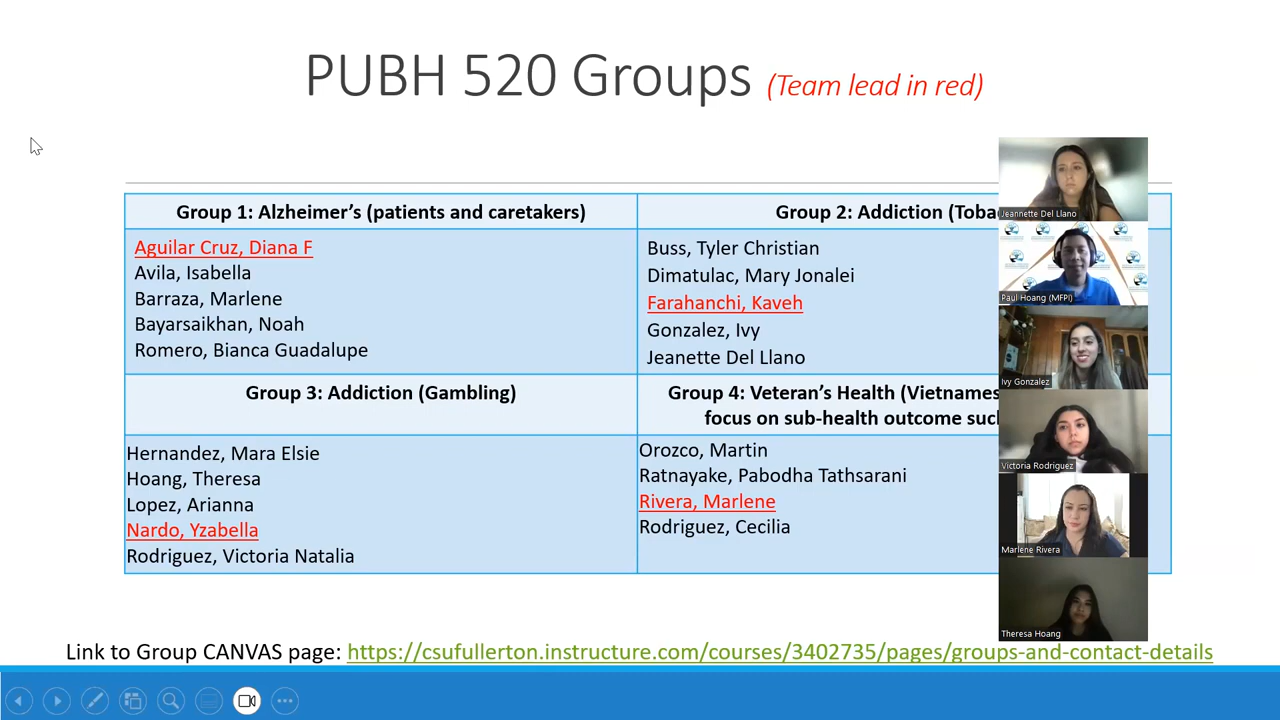 PUBH 520 Groups (Team lead in red)
Group 1: Alzheimer's (patients and caretakers)
Aguilar Cruz, Diana F
Avila, Isabella
Barraza, Marlene
Bayarsaikhan, Noah
Romero, Bianca Guadalupe
Group 2: Addiction
Buss, Tyler Christian
Dimatulac, Mary Jonalei
Farahanchi, Kaveh
Gonzalez, Ivy
Jeanette Del Llano
Group 3: Addiction (Gambling)
Hernandez, Mara Elsie
Hoang, Theresa
Lopez, Arianna
Nardo, Yzabella
Rodriguez, Victoria Natalia
Group 4: Veteran's Health
focus on sub-health outcome
Orozco, Martin
Ratnayake, Pabodha Tathsarani
Rivera, Marlene
Rodriguez, Cecilia
Jeannette Del Llano
Paul Hoang (MFPI)
Ivy Gonzalez
Victoria Rodriguez
Marlene Rivera
Theresa Hoang
Link to Group CANVAS page: https://csufullerton.instructure.com/courses/3402735/pages/groups-and-contact-details